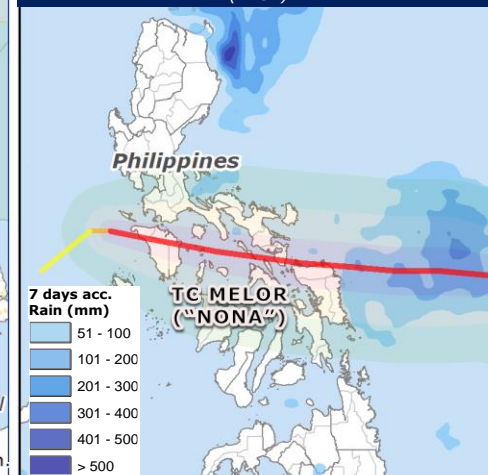 Philippines
TC MELOR
("NONA")
7 days acc.
Rain (mm)
51 - 100
101 - 200
201 - 300
301 - 400
401 - 500
> 500